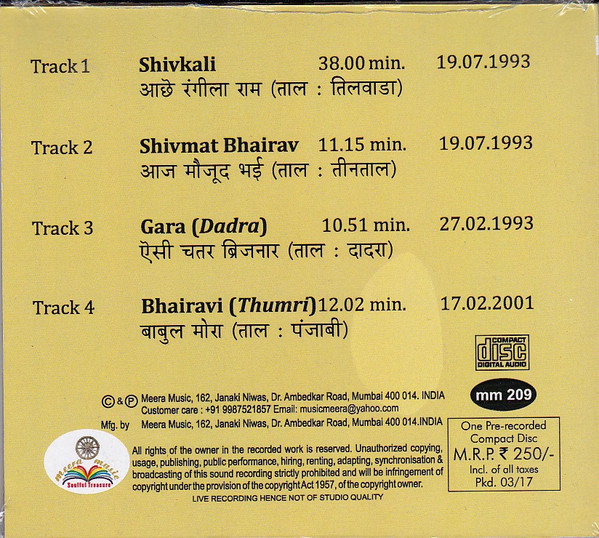 Track 1 Shivkali 38.00 min. 19.07.1993
आछे रंगीला राम (ताल : तिलवाडा)
Track 2 Shivmat Bhairav 11.15 min. 19.07.1993
आज मौजूद भई (ताल : तीनताल)
Track 3 Gara (Dadra) 10.51 min. 27.02.1993
ऎसी चतर ब्रिजनार (ताल : दादरा)
Track 4 Bhairavi (Thumri) 12.02 min. 17.02.2001
बाबुल मोरा (ताल : पंजाबी)
COMPACT
disc
DIGITAL AUDIO
© & ℗ Meera Music, 162, Janaki Niwas, Dr. Ambedkar Road, Mumbai 400 014. INDIA
Customer care : +91 9987521857 Email: musicmeera@yahoo.com
Mfg. by Meera Music, 162, Janaki Niwas, Dr. Ambedkar Road, Mumbai 400 014.INDIA
mm 209
meera music
Soulful Treasure
All rights of the owner in the recorded work is reserved. Unauthorized copying,
usage, publishing, public performance, hiring, renting, adapting, synchronisation &
broadcasting of this sound recording strictly prohibited and will be infringement of
copyright under the provision of the copyright Act 1957, of the copyright owner.
LIVE RECORDING HENCE NOT OF STUDIO QUALITY
One Pre-recorded
Compact Disc
M.R.P. ₹ 250/-
Incl. of all taxes
Pkd. 03/17